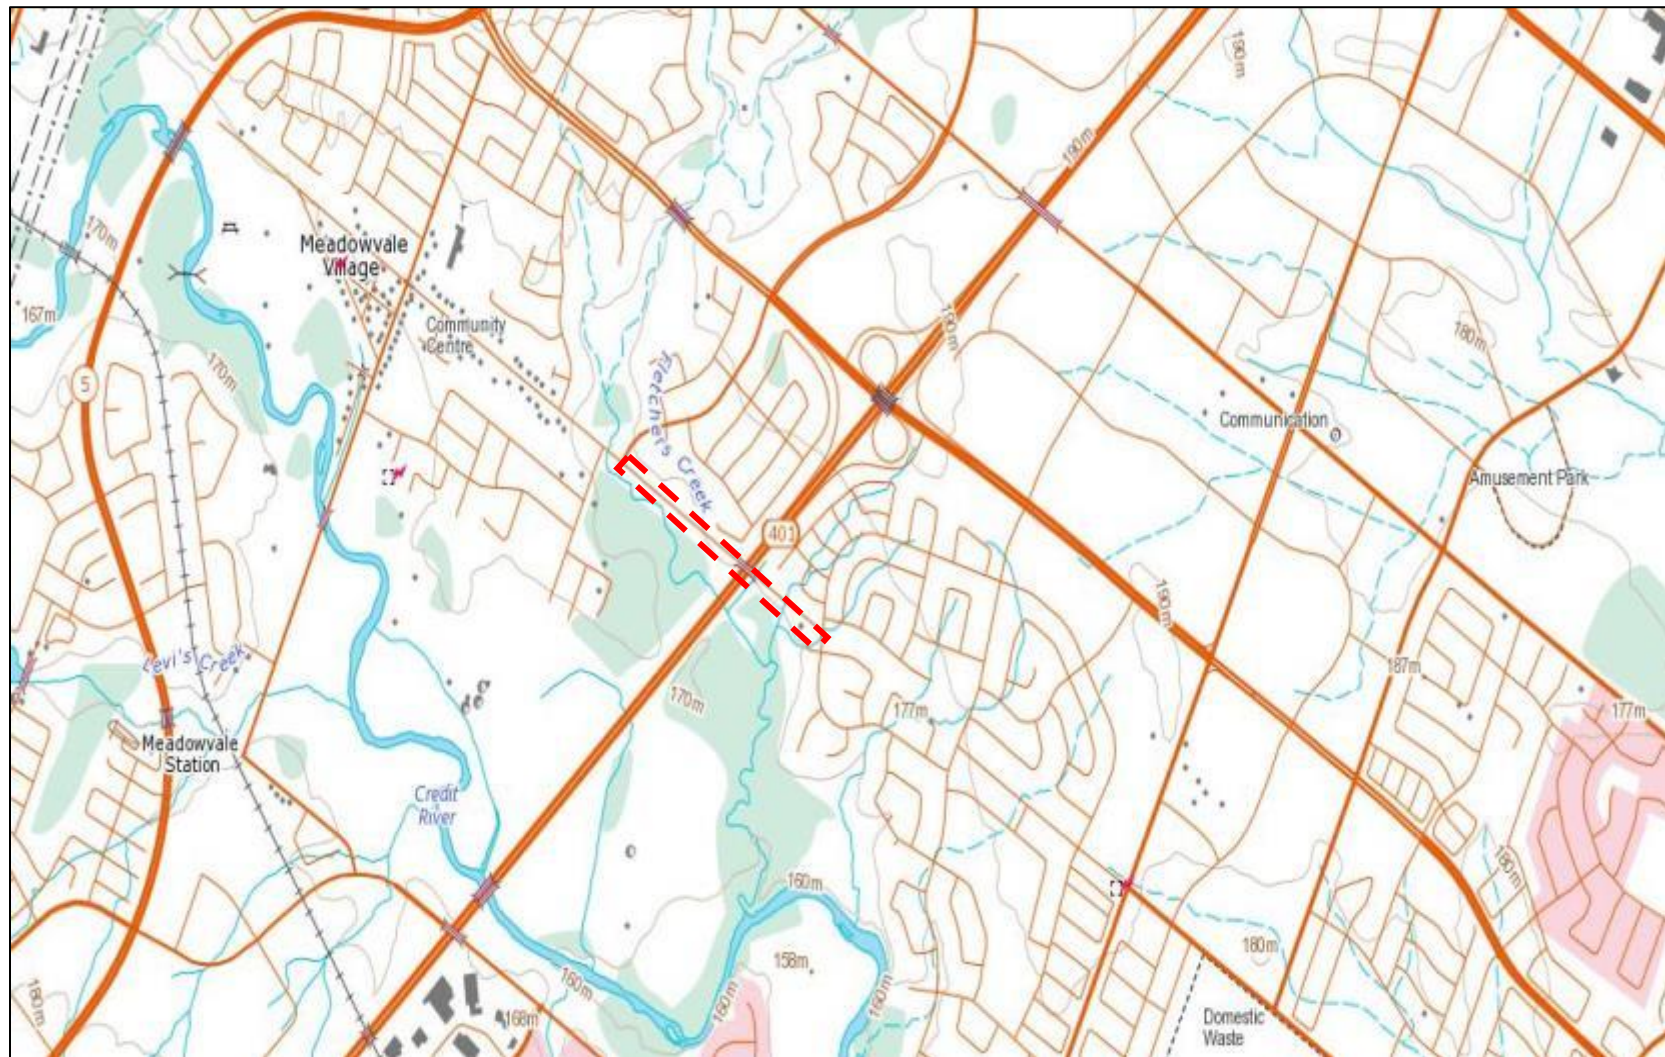 190m
190m
170m
Meadowvale
Village
167m
Community
Centre
190m
180m
170m
5
Fletcher's Creek
Communication
Amusement Park
401
190m
187m
Levi's Creek
170m
177m
177m
Meadowvale
Station
Credit
River
180m
160m
180m
158m
160m
160m
160m
180m
168m
Domestic
Waste